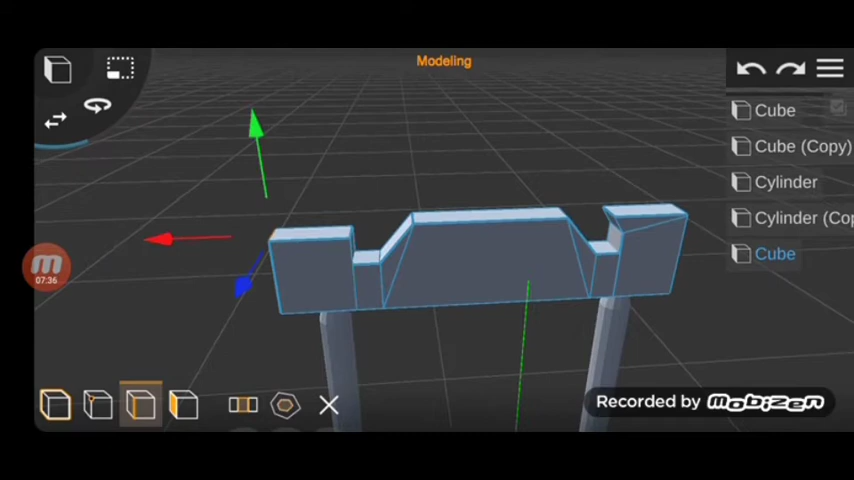 Modeling
Cube
Cube (Copy)
Cylinder
Cylinder (Cop
Cube
07:36
Recorded by mobizen